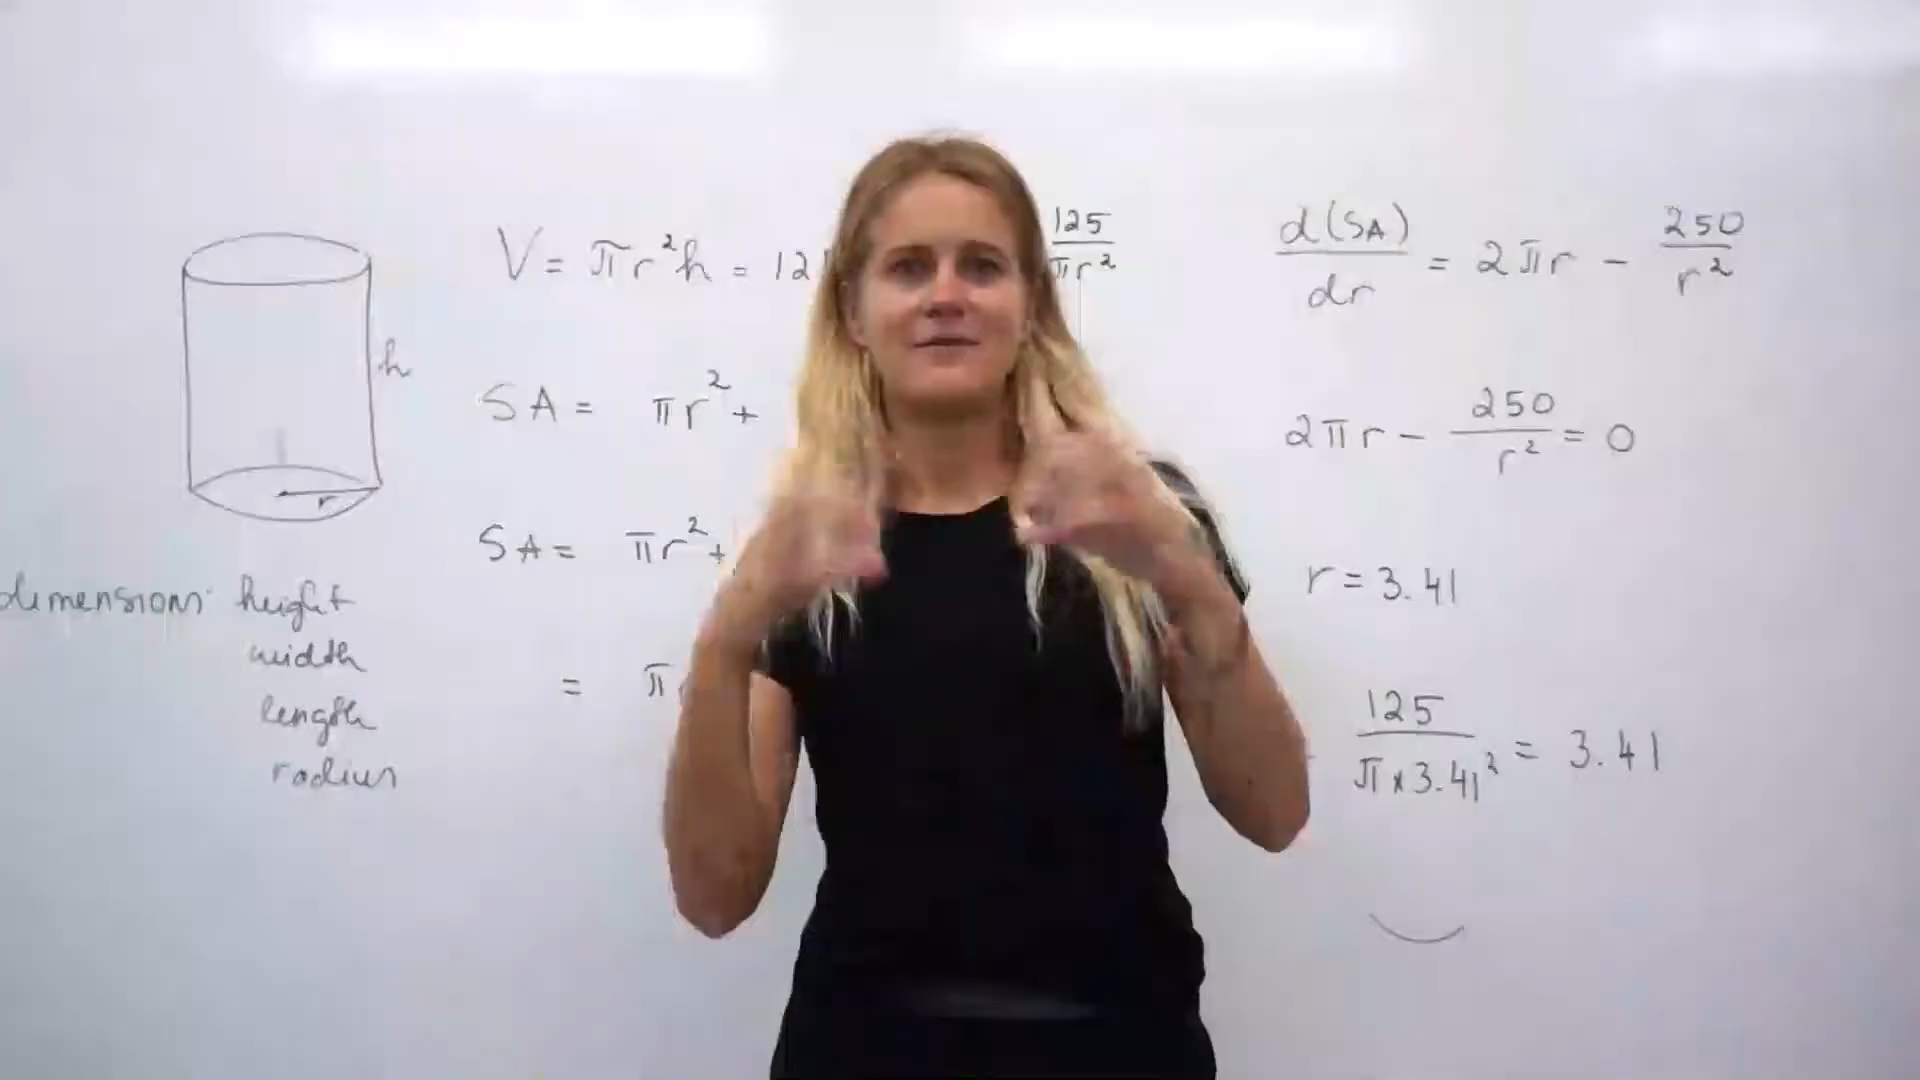 h
r
dimensions: height
width
length
radius
V = πr²h = 12
125
πr²
SA = πr² +
SA = πr² +
= π
d(SA)/dr = 2πr - 250/r²
2πr - 250/r² = 0
r = 3.41
125/(π x 3.41²) = 3.41